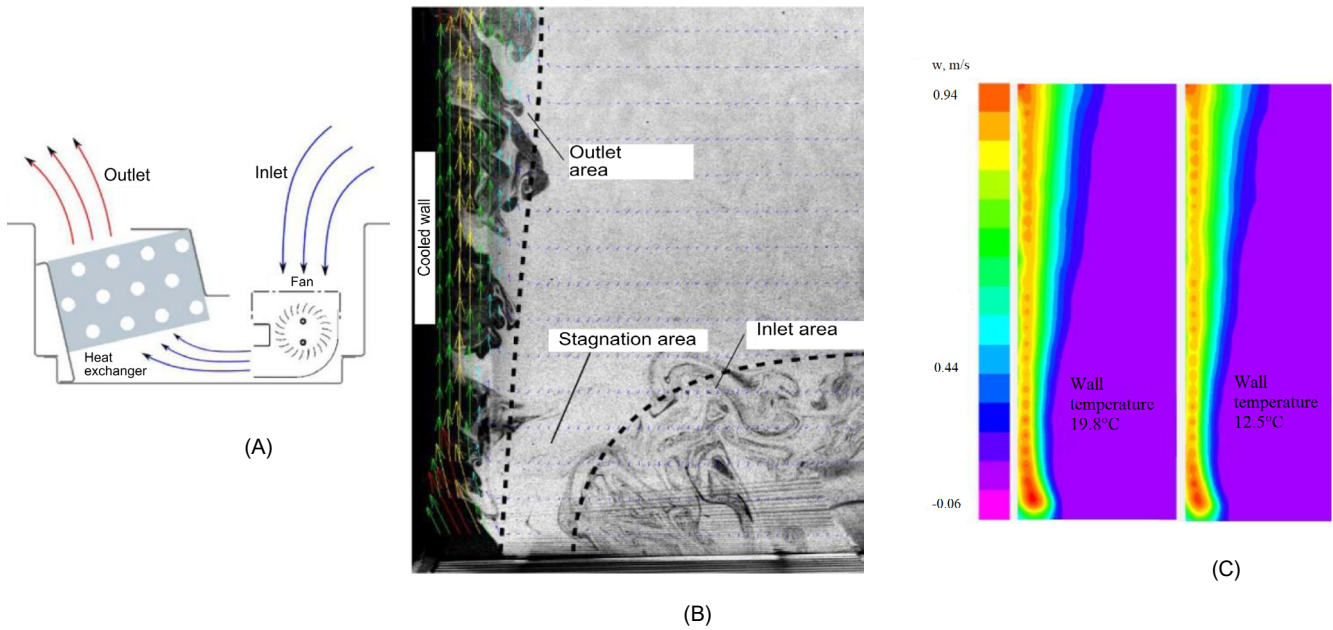 Outlet
Inlet
Fan
Heat
exchanger
(A)
Cooled wall
Outlet
area
Stagnation area
Inlet area
(B)
w, m/s
0.94
0.44
-0.06
Wall
temperature
19.8°C
Wall
temperature
12.5°C
(C)